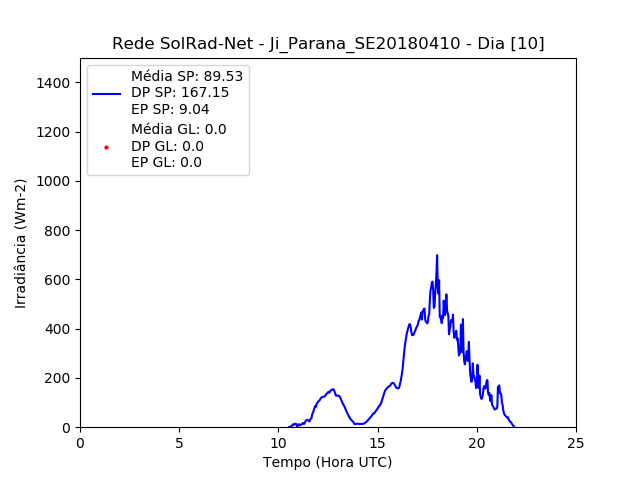 Rede SolRad-Net - Ji_Parana_SE20180410 - Dia [10]
Média SP: 89.53
DP SP: 167.15
EP SP: 9.04
Média GL: 0.0
DP GL: 0.0
EP GL: 0.0
Irradiância (Wm-2)
1400
1200
1000
800
600
400
200
0
0 5 10 15 20 25
Tempo (Hora UTC)